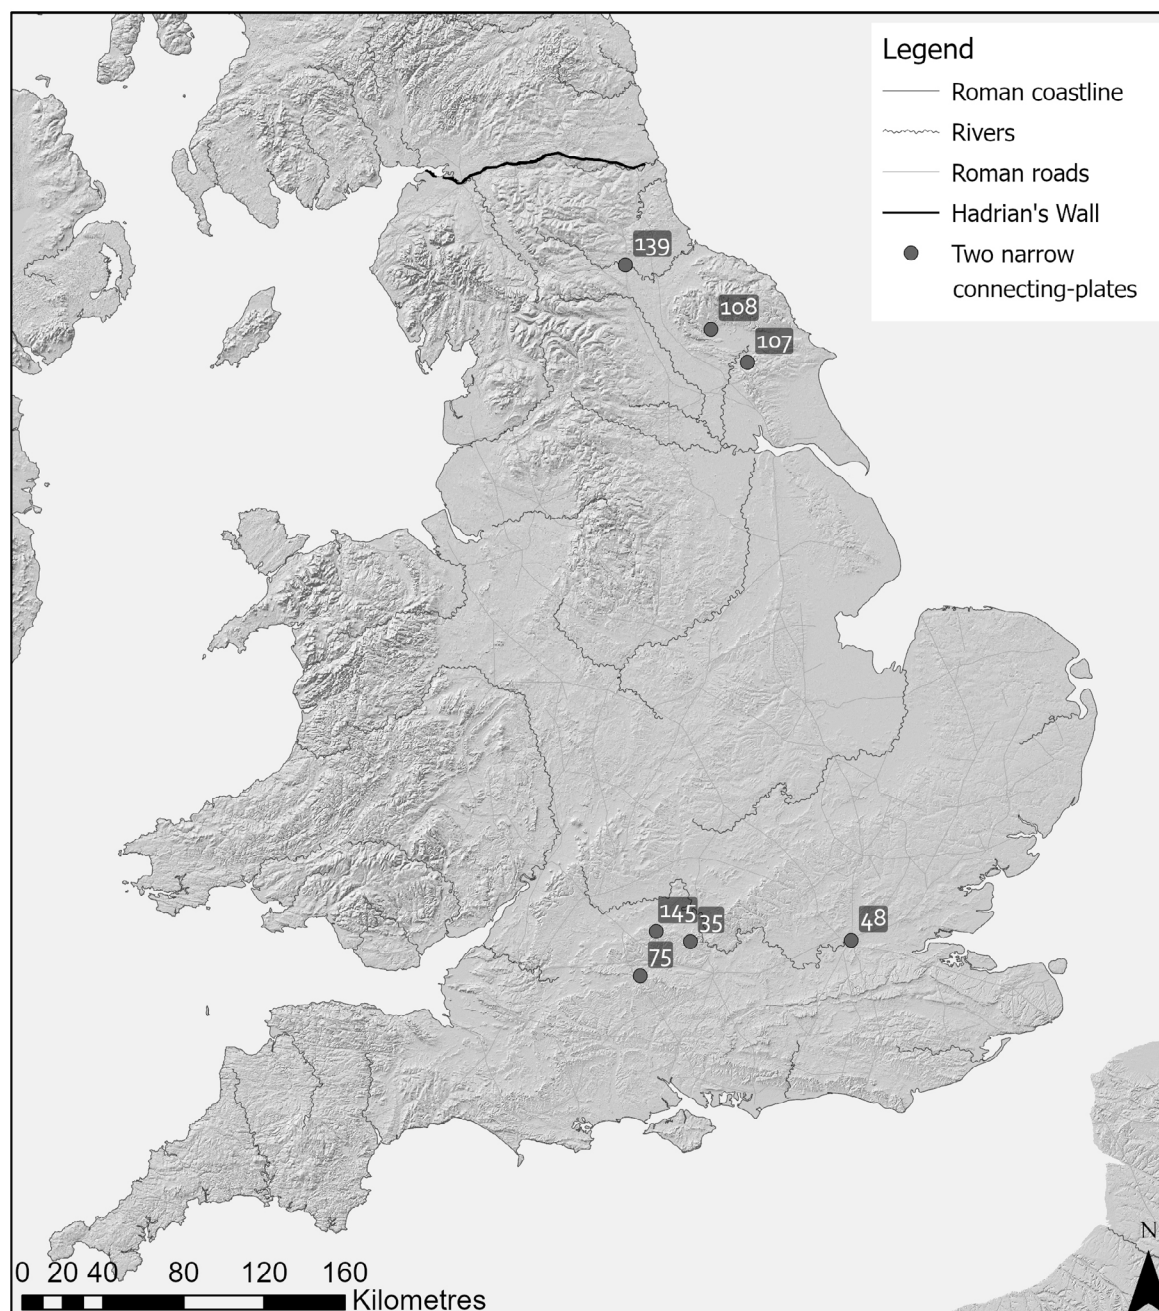 Legend
Roman coastline
Rivers
Roman roads
Hadrian's Wall
Two narrow
connecting-plates
139
108
107
145
35
48
75
N
0 20 40 80 120 160
Kilometres